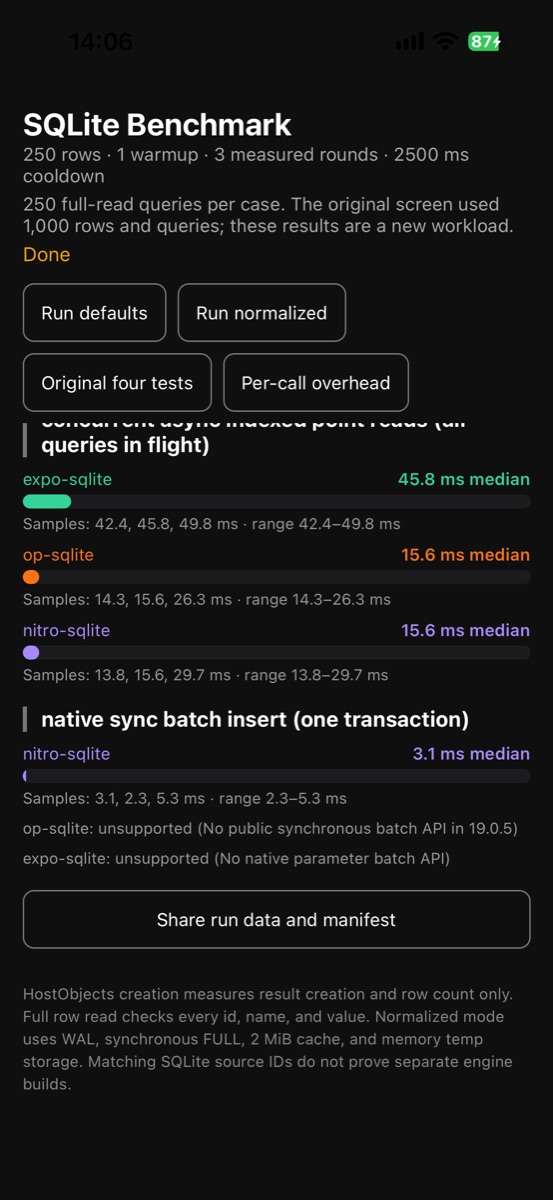 14:06
87
SQLite Benchmark
250 rows · 1 warmup · 3 measured rounds · 2500 ms
cooldown
250 full-read queries per case. The original screen used
1,000 rows and queries; these results are a new workload.
Done
Run defaults
Run normalized
Original four tests
Per-call overhead
concurrent async indexed point reads (all
queries in flight)
expo-sqlite
45.8 ms median
Samples: 42.4, 45.8, 49.8 ms · range 42.4–49.8 ms
op-sqlite
15.6 ms median
Samples: 14.3, 15.6, 26.3 ms · range 14.3–26.3 ms
nitro-sqlite
15.6 ms median
Samples: 13.8, 15.6, 29.7 ms · range 13.8–29.7 ms
native sync batch insert (one transaction)
nitro-sqlite
3.1 ms median
Samples: 3.1, 2.3, 5.3 ms · range 2.3–5.3 ms
op-sqlite: unsupported (No public synchronous batch API in 19.0.5)
expo-sqlite: unsupported (No native parameter batch API)
Share run data and manifest
HostObjects creation measures result creation and row count only.
Full row read checks every id, name, and value. Normalized mode
uses WAL, synchronous FULL, 2 MiB cache, and memory temp
storage. Matching SQLite source IDs do not prove separate engine
builds.